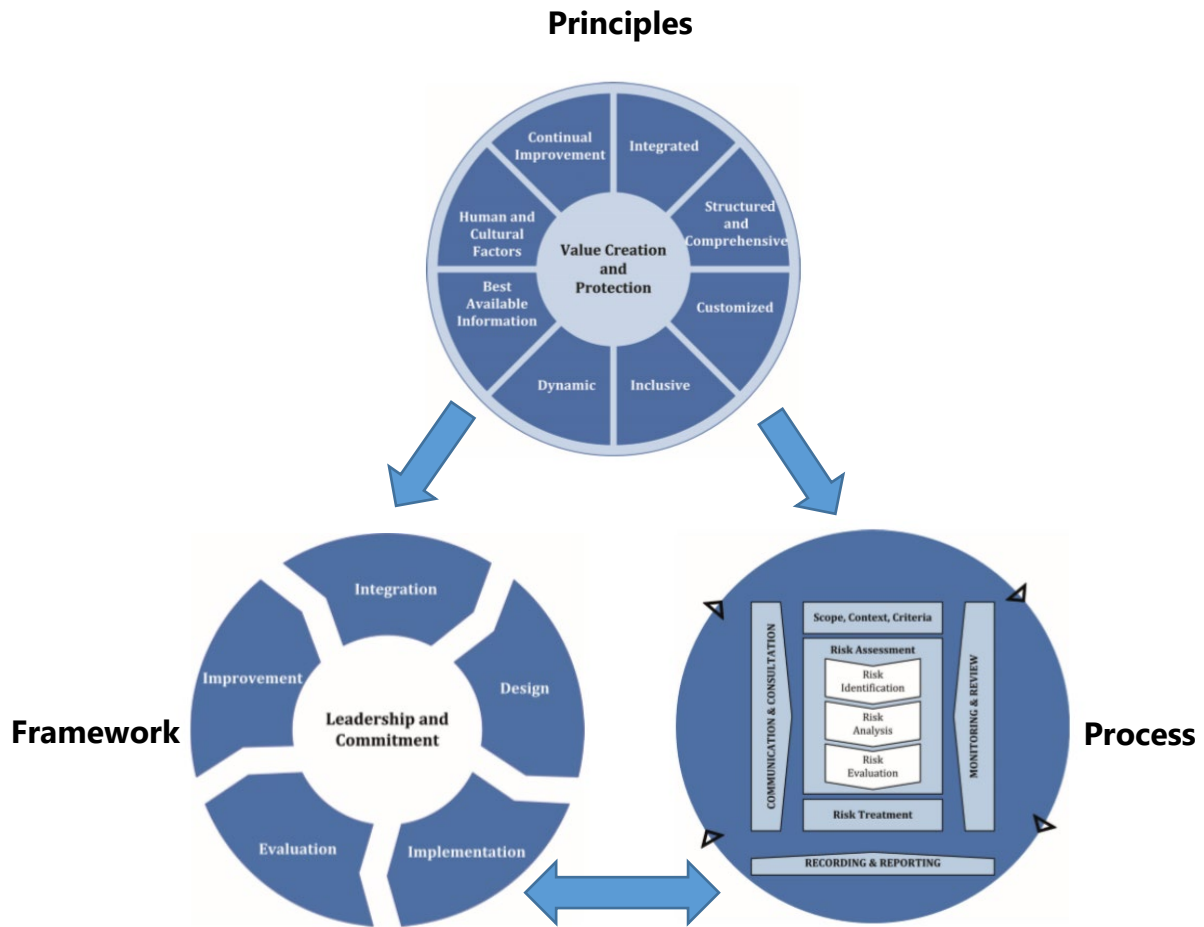 Principles
Continual
Improvement
Integrated
Human and
Cultural
Factors
Structured
and
Comprehensive
Value Creation
and
Protection
Best
Available
Information
Customized
Dynamic
Inclusive
Framework
Integration
Improvement
Design
Leadership and
Commitment
Evaluation
Implementation
Process
COMMUNICATION & CONSULTATION
Scope, Context, Criteria
Risk Assessment
Risk
Identification
Risk
Analysis
Risk
Evaluation
Risk Treatment
MONITORING & REVIEW
RECORDING & REPORTING